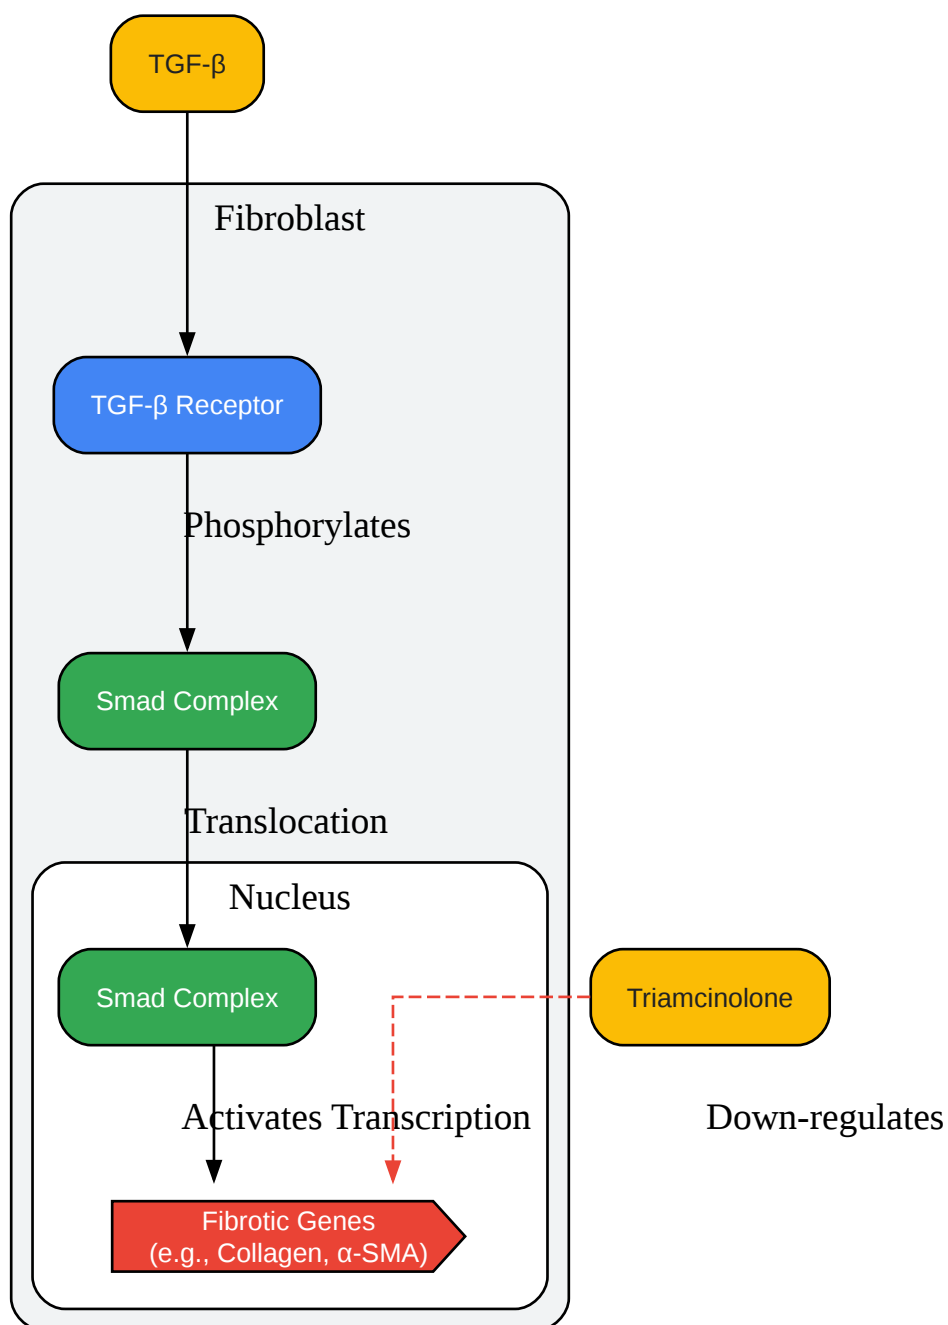 TGF-β
Fibroblast
TGF-β Receptor
Phosphorylates
Smad Complex
Translocation
Nucleus
Smad Complex
Triamcinolone
Activates Transcription
Down-regulates
Fibrotic Genes
(e.g., Collagen, α-SMA)